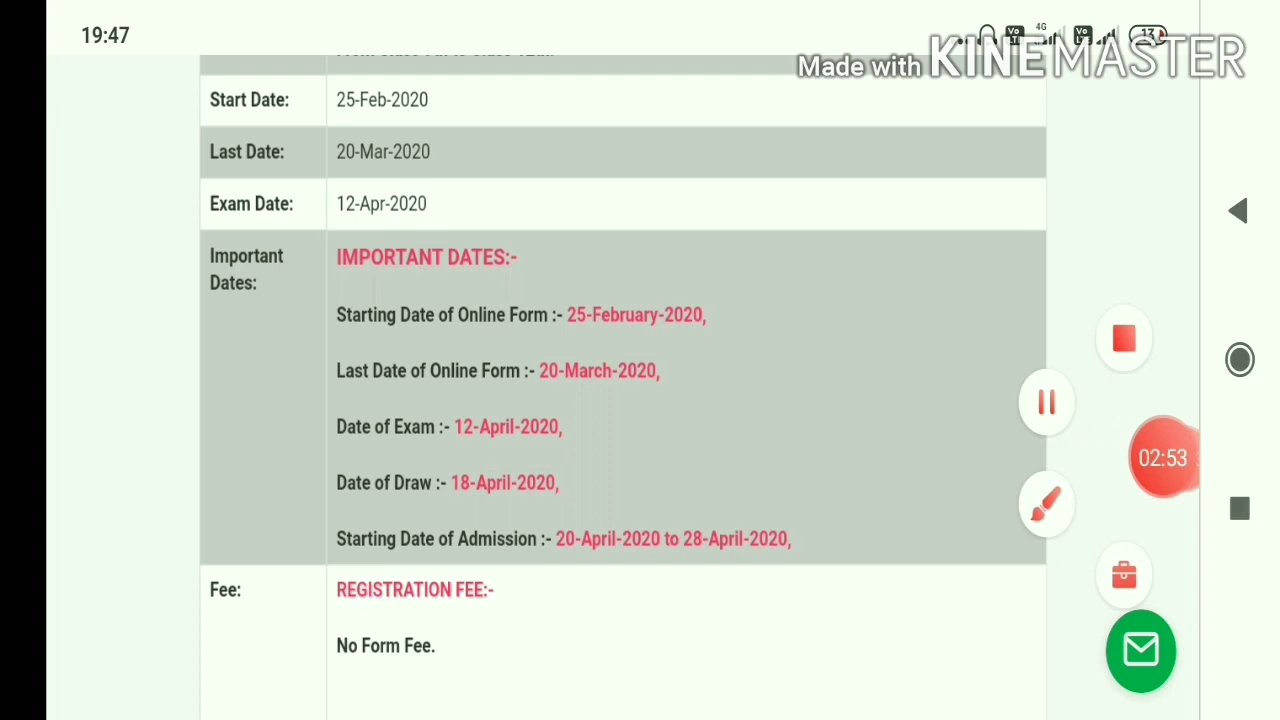 19:47
4G
13
Made with KINEMASTER
Start Date: 25-Feb-2020
Last Date: 20-Mar-2020
Exam Date: 12-Apr-2020
Important Dates:
IMPORTANT DATES:-
Starting Date of Online Form :- 25-February-2020,
Last Date of Online Form :- 20-March-2020,
Date of Exam :- 12-April-2020,
Date of Draw :- 18-April-2020,
Starting Date of Admission :- 20-April-2020 to 28-April-2020,
02:53
Fee: REGISTRATION FEE:-
No Form Fee.